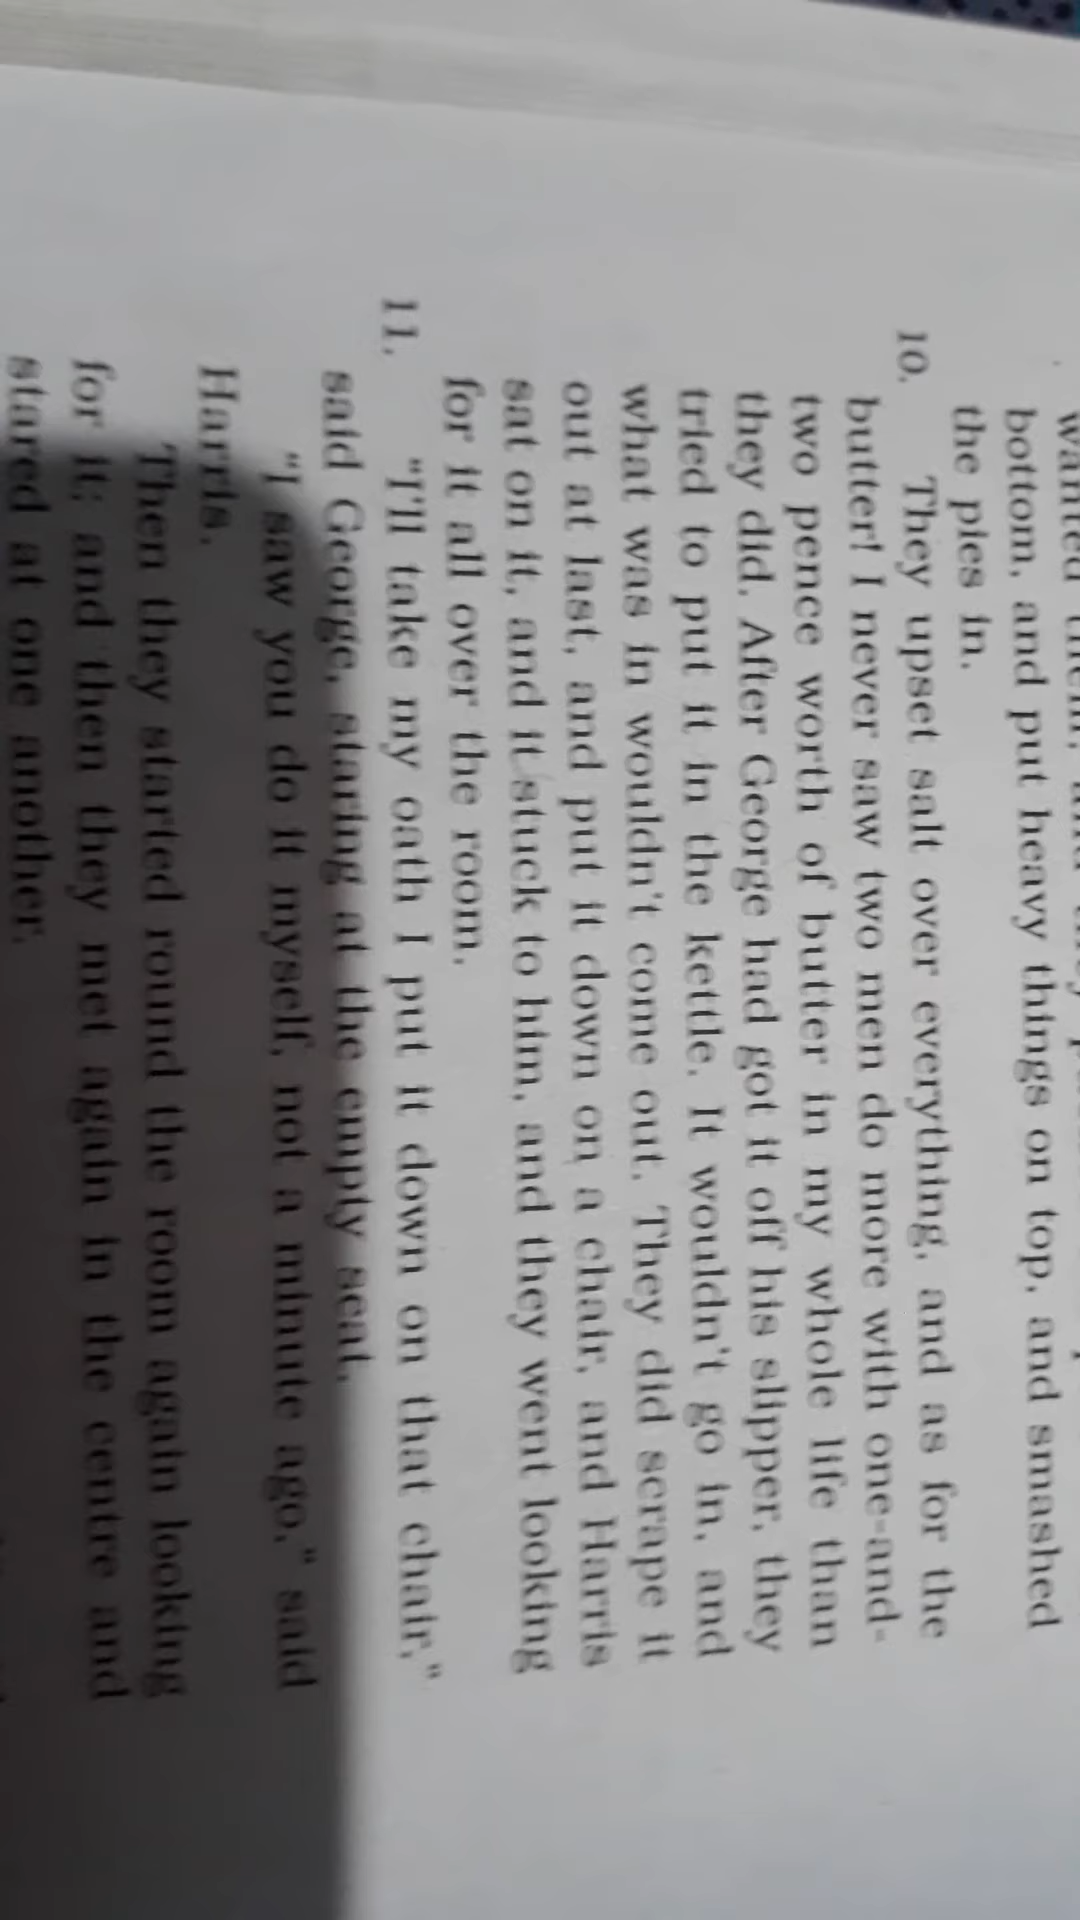 bottom, and put heavy things on top, and smashed
the pies in.
10. They upset salt over everything, and as for the
butter! I never saw two men do more with one-and-
two pence worth of butter in my whole life than
they did. After George had got it off his slipper, they
tried to put it in the kettle. It wouldn't go in, and
what was in wouldn't come out. They did scrape it
out at last, and put it down on a chair, and Harris
sat on it, and it stuck to him, and they went looking
for it all over the room.
11. "I'll take my oath I put it down on that chair,"
said George, staring at the empty seat.
"I saw you do it myself, not a minute ago," said
Harris.
Then they started round the room again looking
for it; and then they met again in the centre and
stared at one another.